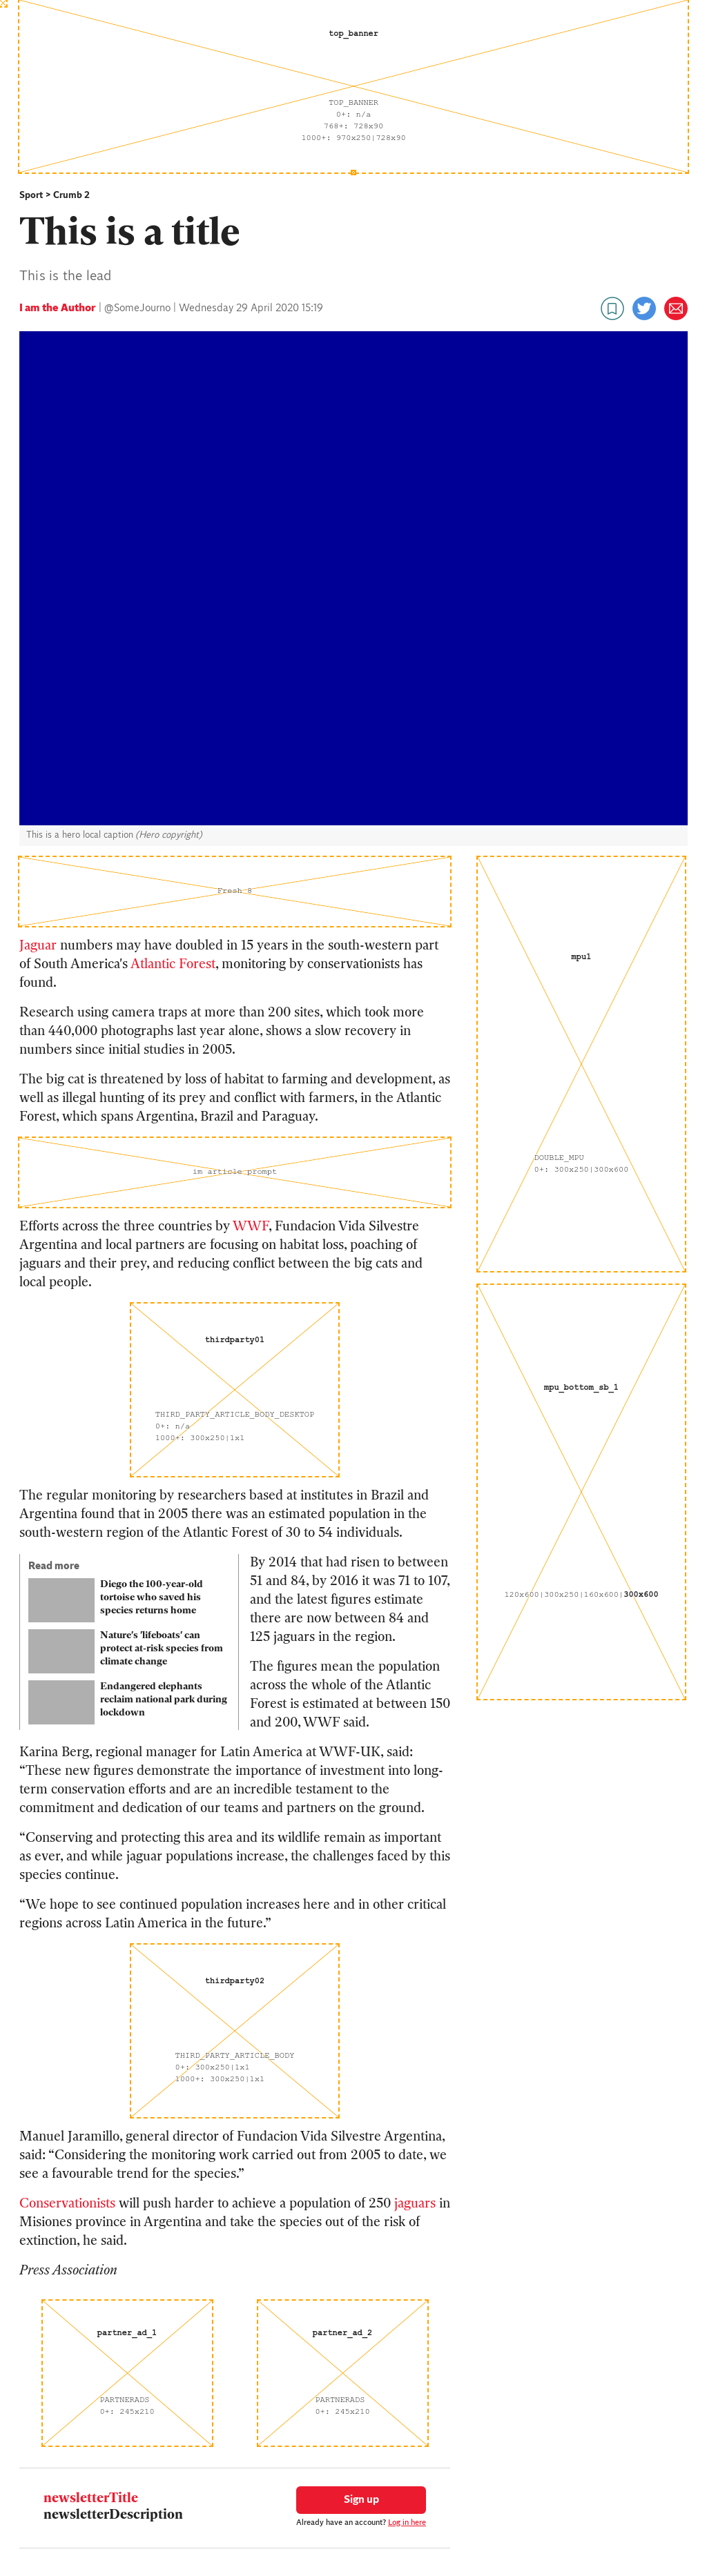 top_banner
TOP_BANNER
0+: n/a
768+: 728x90
1000+: 970x250|728x90
Sport > Crumb 2
This is a title
This is the lead
I am the Author | @SomeJourno | Wednesday 29 April 2020 15:19
This is a hero local caption (Hero copyright)
Fresh 8
Jaguar numbers may have doubled in 15 years in the south-western part
of South America's Atlantic Forest, monitoring by conservationists has
found.
Research using camera traps at more than 200 sites, which took more
than 440,000 photographs last year alone, shows a slow recovery in
numbers since initial studies in 2005.
The big cat is threatened by loss of habitat to farming and development, as
well as illegal hunting of its prey and conflict with farmers, in the Atlantic
Forest, which spans Argentina, Brazil and Paraguay.
im article prompt
Efforts across the three countries by WWF, Fundacion Vida Silvestre
Argentina and local partners are focusing on habitat loss, poaching of
jaguars and their prey, and reducing conflict between the big cats and
local people.
thirdparty01
THIRD_PARTY_ARTICLE_BODY_DESKTOP
0+: n/a
1000+: 300x250|1x1
The regular monitoring by researchers based at institutes in Brazil and
Argentina found that in 2005 there was an estimated population in the
south-western region of the Atlantic Forest of 30 to 54 individuals.
Read more
Diego the 100-year-old
tortoise who saved his
species returns home
Nature's 'lifeboats' can
protect at-risk species from
climate change
Endangered elephants
reclaim national park during
lockdown
By 2014 that had risen to between
51 and 84, by 2016 it was 71 to 107,
and the latest figures estimate
there are now between 84 and
125 jaguars in the region.
The figures mean the population
across the whole of the Atlantic
Forest is estimated at between 150
and 200, WWF said.
Karina Berg, regional manager for Latin America at WWF-UK, said:
“These new figures demonstrate the importance of investment into long-
term conservation efforts and are an incredible testament to the
commitment and dedication of our teams and partners on the ground.
“Conserving and protecting this area and its wildlife remain as important
as ever, and while jaguar populations increase, the challenges faced by this
species continue.
“We hope to see continued population increases here and in other critical
regions across Latin America in the future.”
thirdparty02
THIRD_PARTY_ARTICLE_BODY
0+: 300x250|1x1
1000+: 300x250|1x1
Manuel Jaramillo, general director of Fundacion Vida Silvestre Argentina,
said: “Considering the monitoring work carried out from 2005 to date, we
see a favourable trend for the species.”
Conservationists will push harder to achieve a population of 250 jaguars in
Misiones province in Argentina and take the species out of the risk of
extinction, he said.
Press Association
partner_ad_1
PARTNERADS
0+: 245x210
partner_ad_2
PARTNERADS
0+: 245x210
newsletterTitle
newsletterDescription
Sign up
Already have an account? Log in here
mpu1
DOUBLE_MPU
0+: 300x250|300x600
mpu_bottom_sb_1
120x600|300x250|160x600|300x600